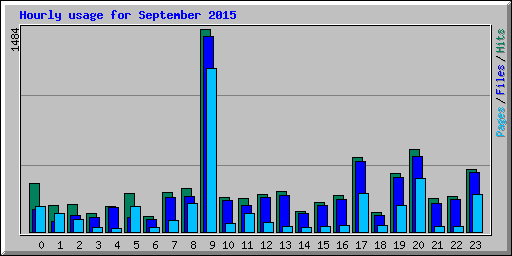 Hourly usage for September 2015
1484
Pages / Files / Hits
0 1 2 3 4 5 6 7 8 9 10 11 12 13 14 15 16 17 18 19 20 21 22 23